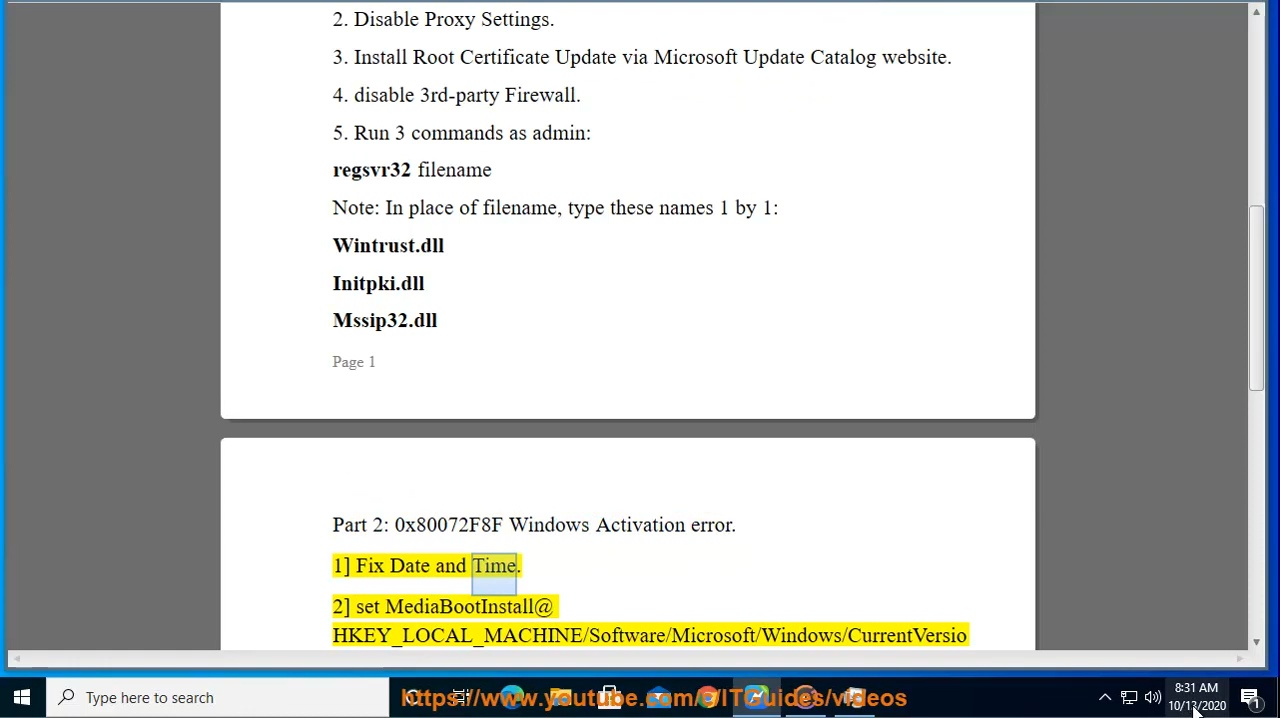 2. Disable Proxy Settings.
3. Install Root Certificate Update via Microsoft Update Catalog website.
4. disable 3rd-party Firewall.
5. Run 3 commands as admin:
regsvr32 filename
Note: In place of filename, type these names 1 by 1:
Wintrust.dll
Initpki.dll
Mssip32.dll
Page 1
Part 2: 0x80072F8F Windows Activation error.
1] Fix Date and Time.
2] set MediaBootInstall@
HKEY_LOCAL_MACHINE/Software/Microsoft/Windows/CurrentVersio
Type here to search
https://www.youtube.com/@ITGuides/videos
8:31 AM
10/13/2020
1